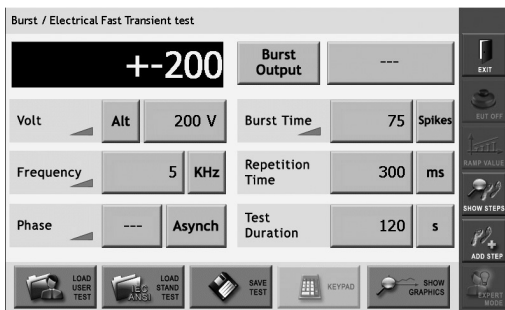 Burst / Electrical Fast Transient test
+-200
Burst Output
---
EXIT
Volt
Alt
200 V
Burst Time
75
Spikes
EUT OFF
RAMP VALUE
Frequency
5
KHz
Repetition Time
300
ms
SHOW STEPS
Phase
---
Asynch
Test Duration
120
s
ADD STEP
LOAD USER TEST
IEC ANSI
LOAD STAND TEST
SAVE TEST
KEYPAD
SHOW GRAPHICS
EXPERT MODE